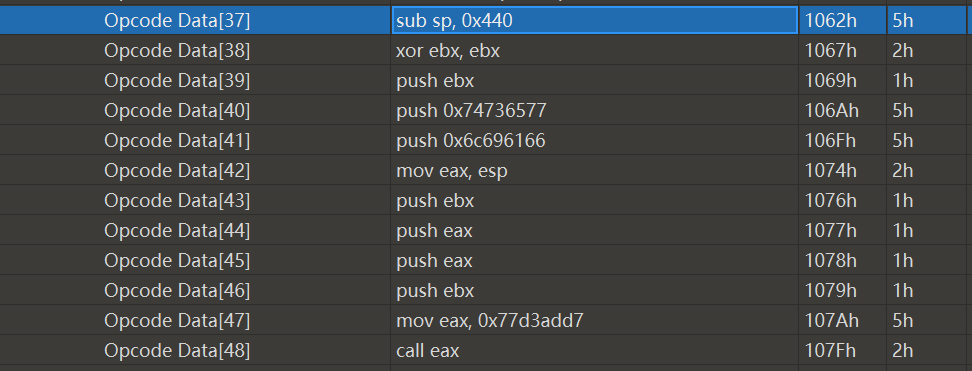 Opcode Data[37] sub sp, 0x440 1062h 5h
Opcode Data[38] xor ebx, ebx 1067h 2h
Opcode Data[39] push ebx 1069h 1h
Opcode Data[40] push 0x74736577 106Ah 5h
Opcode Data[41] push 0x6c696166 106Fh 5h
Opcode Data[42] mov eax, esp 1074h 2h
Opcode Data[43] push ebx 1076h 1h
Opcode Data[44] push eax 1077h 1h
Opcode Data[45] push eax 1078h 1h
Opcode Data[46] push ebx 1079h 1h
Opcode Data[47] mov eax, 0x77d3add7 107Ah 5h
Opcode Data[48] call eax 107Fh 2h